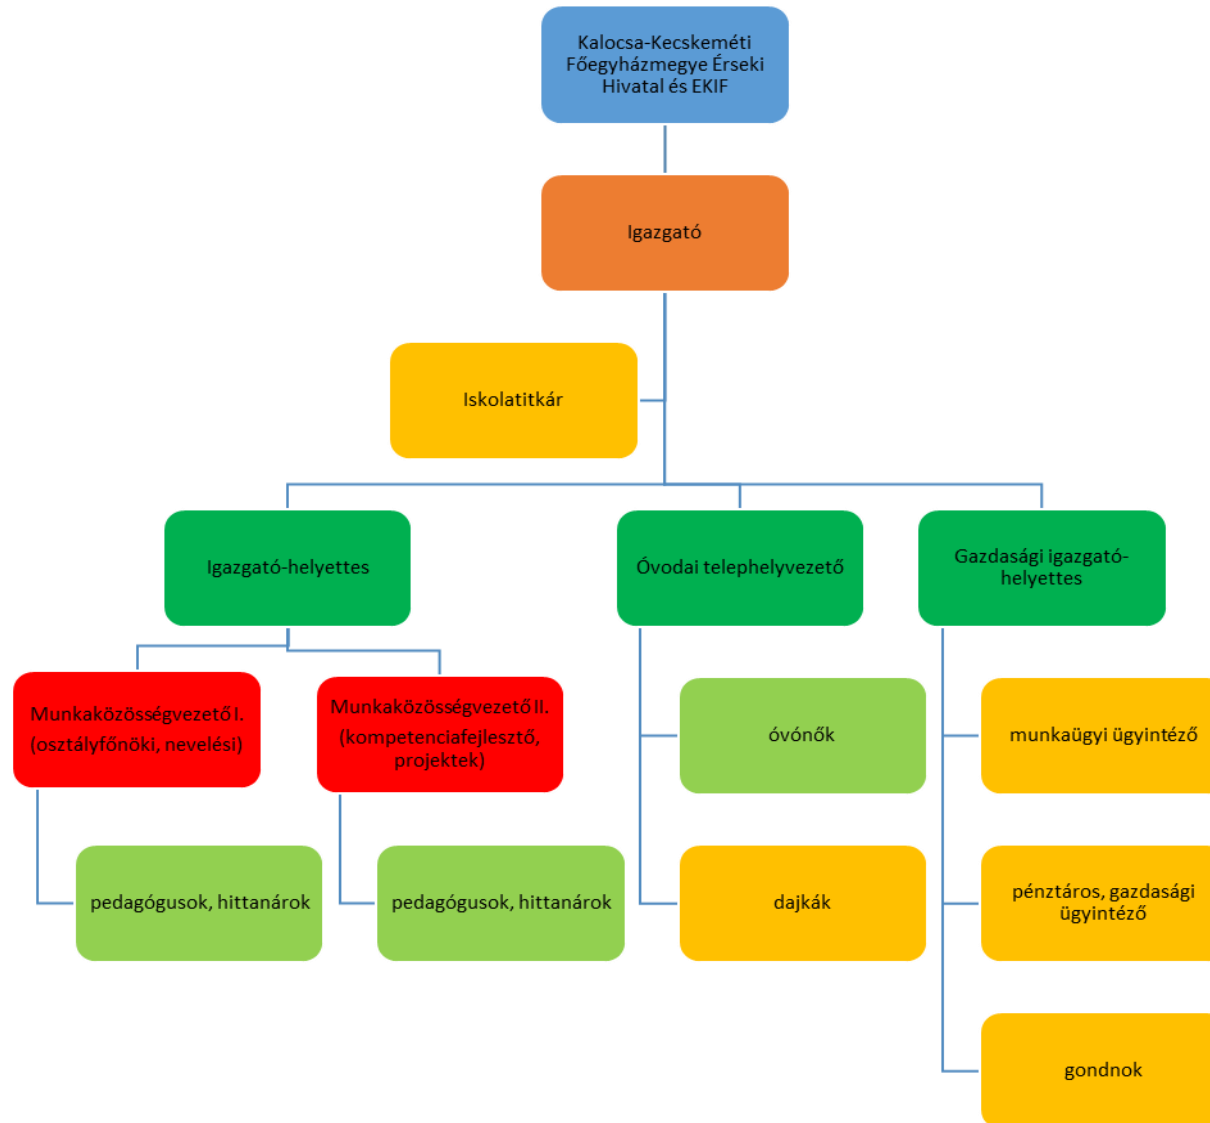 Kalocsa-Kecskeméti
Főegyházmegye Érseki
Hivatal és EKIF
Igazgató
Iskolatitkár
Igazgató-helyettes
Óvodai telephelyvezető
Gazdasági igazgató-
helyettes
Munkaközösségvezető I.
(osztályfőnöki, nevelési)
Munkaközösségvezető II.
(kompetenciafejlesztő,
projektek)
óvónők
munkaügyi ügyintéző
pedagógusok, hittanárok
pedagógusok, hittanárok
dajkák
pénztáros, gazdasági
ügyintéző
gondnok